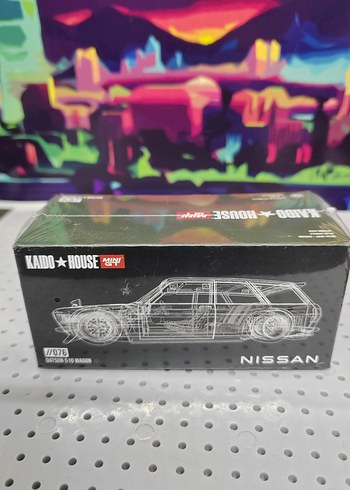 KAIDO★HOUSE MINI GT
KAIDO★HOUSE MINI GT
//076
DATSUN 510 WAGON
NISSAN